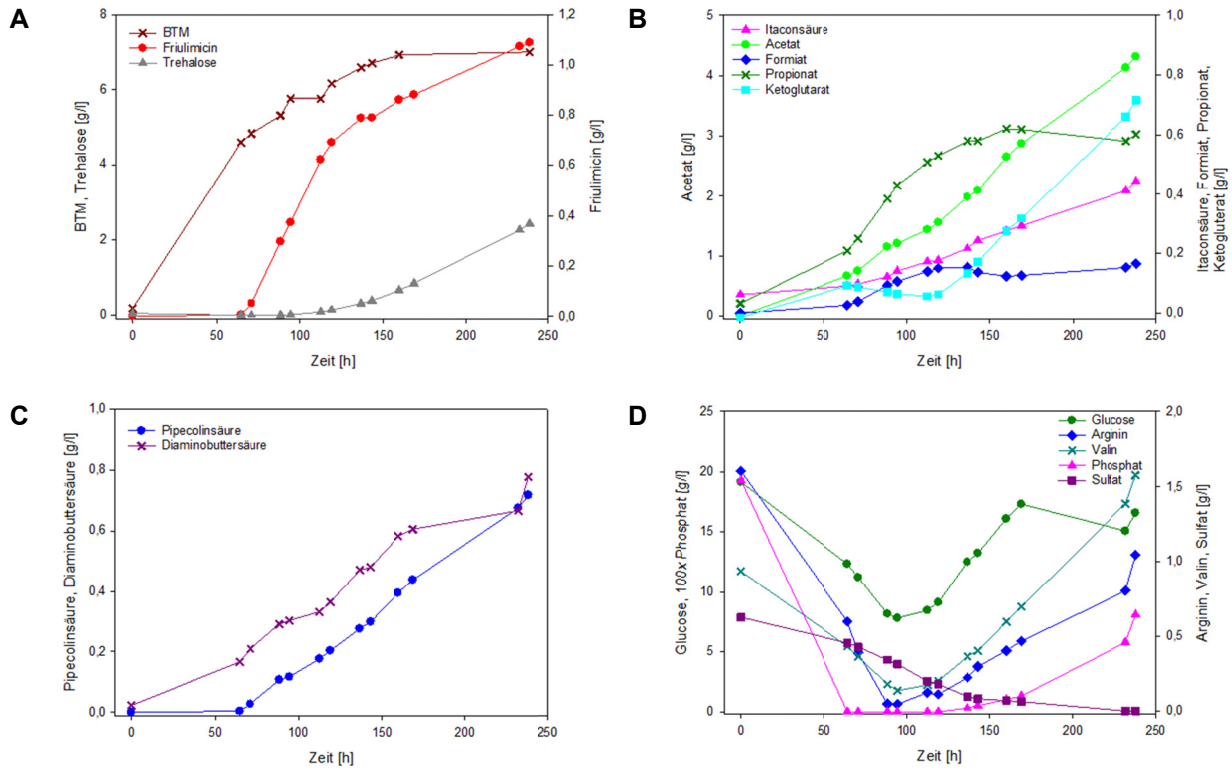 A
BTM
Friulimicin
Trehalose
BTM, Trehalose [g/l]
8
6
4
2
0
Friulimicin [g/l]
1,2
1,0
0,8
0,6
0,4
0,2
0,0
0 50 100 150 200 250
Zeit [h]
B
Itaconsäure
Acetat
Formiat
Propionat
Ketoglutarat
Acetat [g/l]
5
4
3
2
1
0
Itaconsäure, Formiat, Propionat,
Ketogluterat [g/l]
1,0
0,8
0,6
0,4
0,2
0,0
0 50 100 150 200 250
Zeit [h]
C
Pipecolinsäure
Diaminobuttersäure
Pipecolinsäure, Diaminobuttersäure [g/l]
1,0
0,8
0,6
0,4
0,2
0,0
0 50 100 150 200 250
Zeit [h]
D
Glucose
Arginin
Valin
Phosphat
Sulfat
Glucose, 100x Phosphat [g/l]
25
20
15
10
5
0
Arginin, Valin, Sulfat [g/l]
2,0
1,5
1,0
0,5
0,0
0 50 100 150 200 250
Zeit [h]